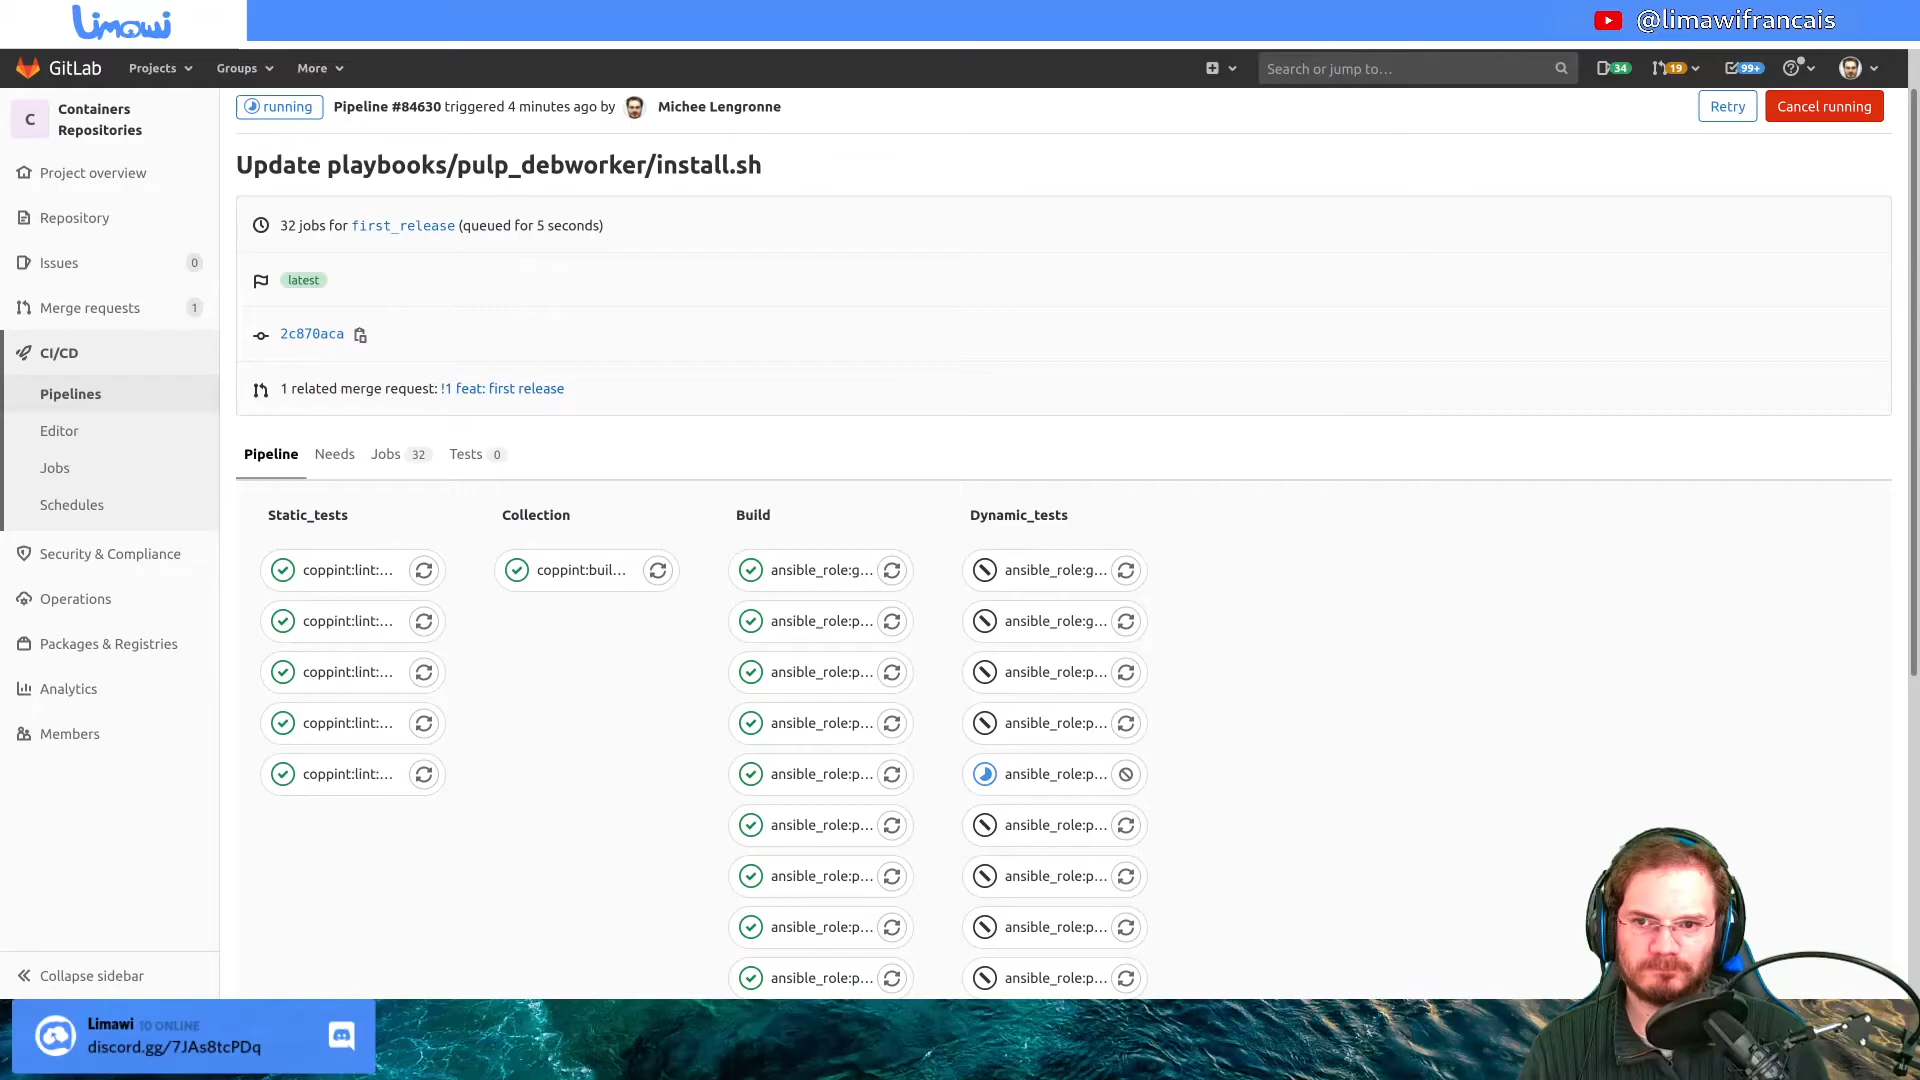 Limawi
@limawifrancais
GitLab Projects Groups More Search or jump to... 34 19 99+
C Containers Repositories
running Pipeline #84630 triggered 4 minutes ago by Michee Lengronne Retry Cancel running
Update playbooks/pulp_debworker/install.sh
Project overview
Repository
Issues 0
Merge requests 1
CI/CD
Pipelines
Editor
Jobs
Schedules
Security & Compliance
Operations
Packages & Registries
Analytics
Members
Collapse sidebar
32 jobs for first_release (queued for 5 seconds)
latest
2c870aca
1 related merge request: !1 feat: first release
Pipeline Needs Jobs 32 Tests 0
Static_tests Collection Build Dynamic_tests
coppint:lint:... coppint:buil... ansible_role:g... ansible_role:g...
coppint:lint:... ansible_role:p... ansible_role:g...
coppint:lint:... ansible_role:p... ansible_role:p...
coppint:lint:... ansible_role:p... ansible_role:p...
coppint:lint:... ansible_role:p... ansible_role:p...
ansible_role:p... ansible_role:p...
ansible_role:p... ansible_role:p...
ansible_role:p... ansible_role:p...
ansible_role:p... ansible_role:p...
Limawi 10 ONLINE
discord.gg/7JAs8tcPDq